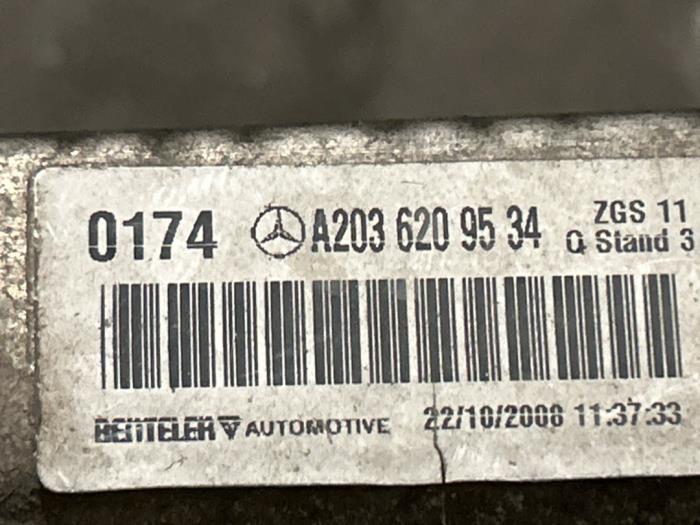 0174 A203 620 95 34 ZGS 11
Q Stand 3
BENTELER AUTOMOTIVE 22/10/2008 11:37:33